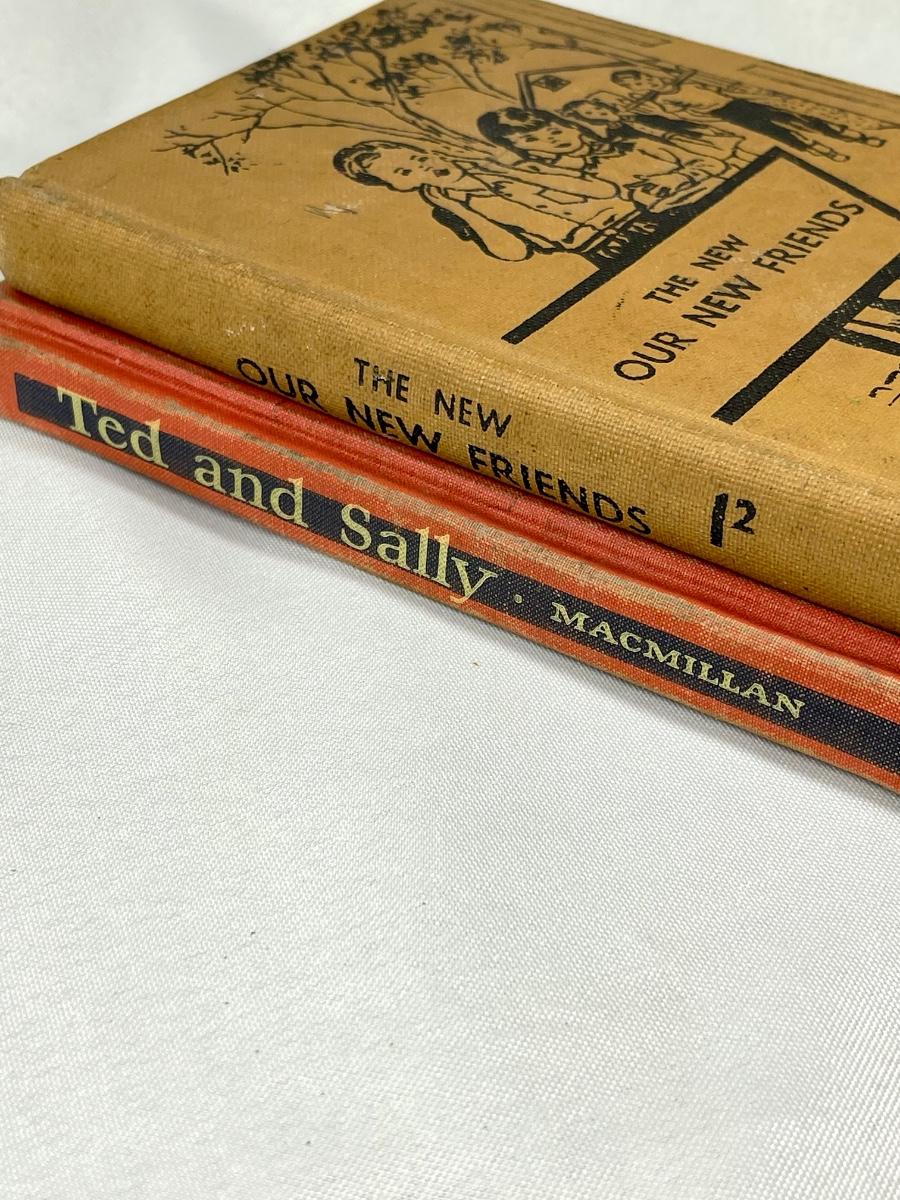 THE NEW
OUR NEW FRIENDS
THE NEW
OUR NEW FRIENDS 12
Ted and Sally · MACMILLAN